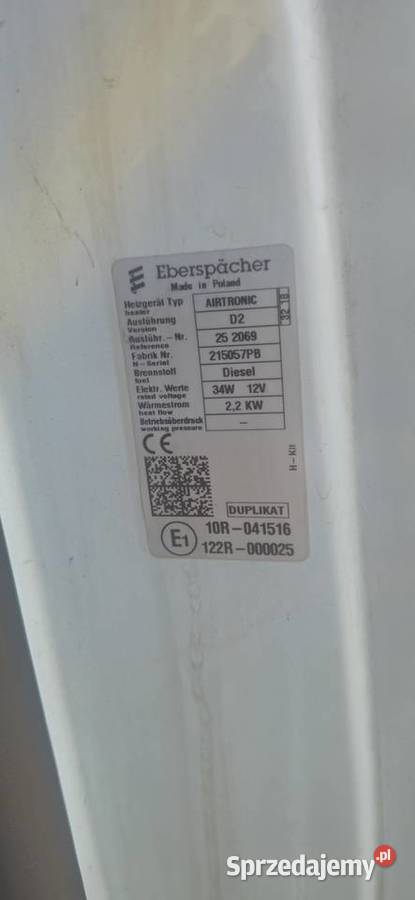 Eberspächer
Made in Poland
Heizgerät Typ AIRTRONIC
heater
Ausführung D2
Version
Ausführ. – Nr. 25 2069
Reference
Fabrik Nr. 215057PB
N – Serial
Brennstoff Diesel
fuel
Elektr. Werte 34W 12V
rated voltage
Wärmestrom 2,2 KW
heat flow
Betriebsüberdruck –
working pressure
32 18
CE
H – KII
DUPLIKAT
E1
10R – 041516
122R – 000025
Sprzedajemy.pl